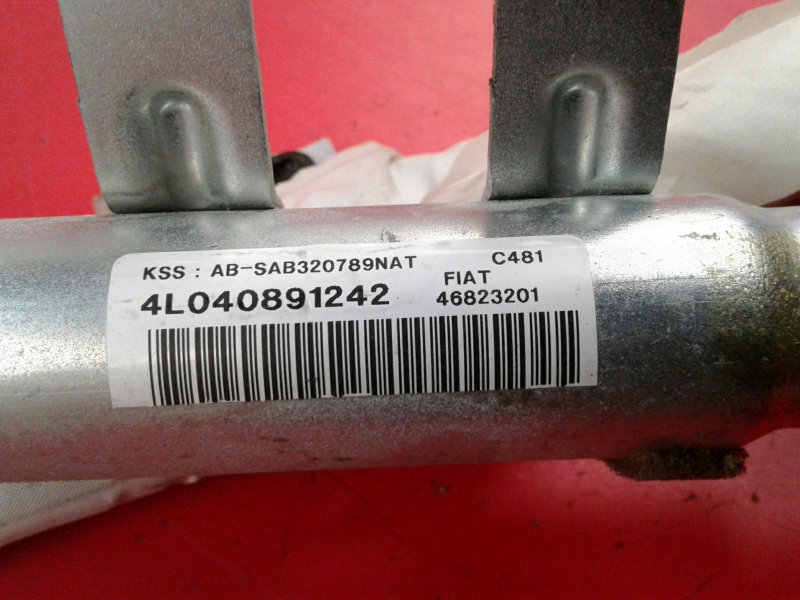 KSS : AB-SAB320789NAT C481
4L040891242 FIAT
46823201